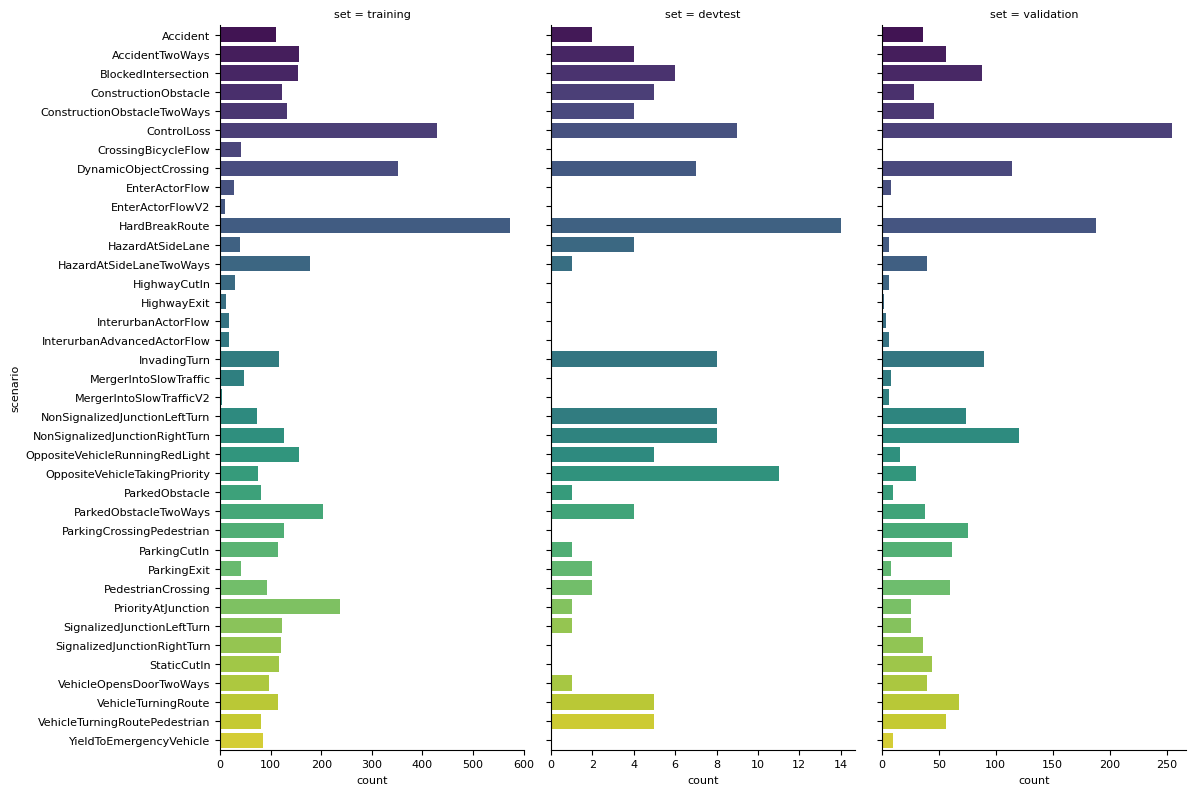 set = training
set = devtest
set = validation
Accident
AccidentTwoWays
BlockedIntersection
ConstructionObstacle
ConstructionObstacleTwoWays
ControlLoss
CrossingBicycleFlow
DynamicObjectCrossing
EnterActorFlow
EnterActorFlowV2
HardBreakRoute
HazardAtSideLane
HazardAtSideLaneTwoWays
HighwayCutIn
HighwayExit
InterurbanActorFlow
InterurbanAdvancedActorFlow
InvadingTurn
MergerIntoSlowTraffic
MergerIntoSlowTrafficV2
NonSignalizedJunctionLeftTurn
NonSignalizedJunctionRightTurn
OppositeVehicleRunningRedLight
OppositeVehicleTakingPriority
ParkedObstacle
ParkedObstacleTwoWays
ParkingCrossingPedestrian
ParkingCutIn
ParkingExit
PedestrianCrossing
PriorityAtJunction
SignalizedJunctionLeftTurn
SignalizedJunctionRightTurn
StaticCutIn
VehicleOpensDoorTwoWays
VehicleTurningRoute
VehicleTurningRoutePedestrian
YieldToEmergencyVehicle
scenario
0 100 200 300 400 500 600
0 2 4 6 8 10 12 14
0 50 100 150 200 250
count
count
count